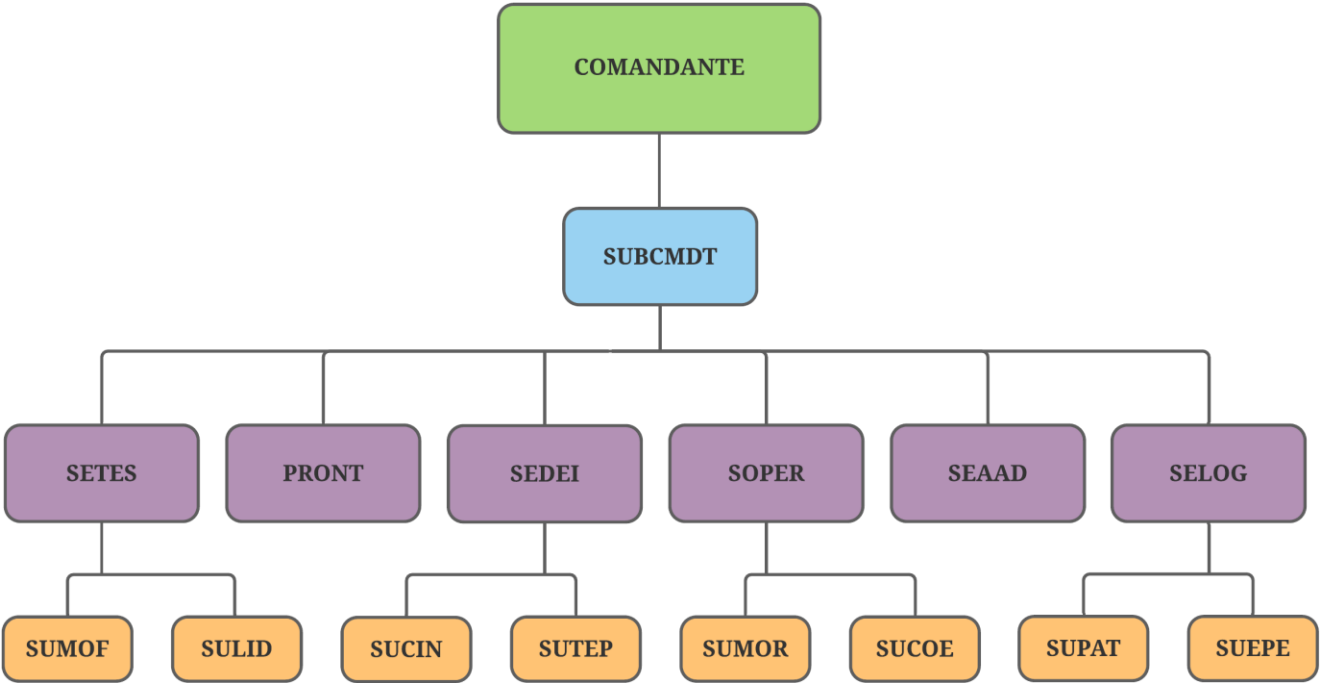 COMANDANTE
SUBCMDT
SETES
PRONT
SEDEI
SOPER
SEAAD
SELOG
SUMOF
SULID
SUCIN
SUTEP
SUMOR
SUCOE
SUPAT
SUEPE